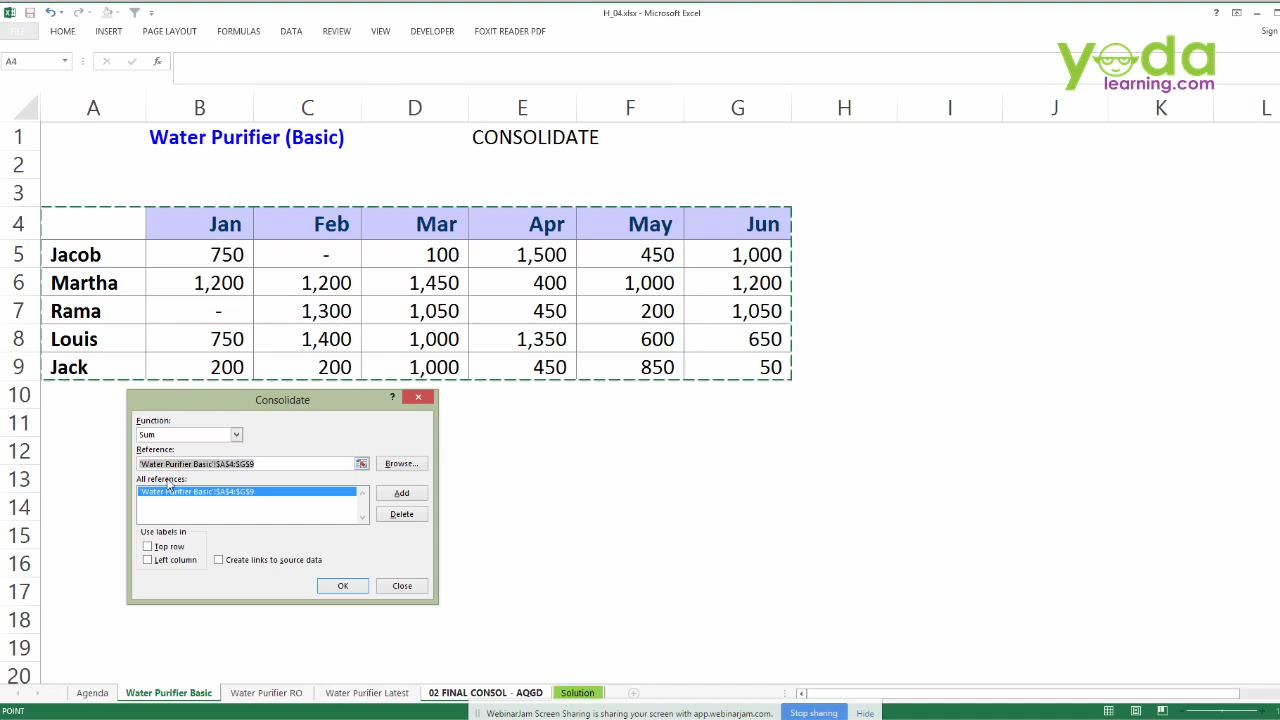 H_04.xlsx - Microsoft Excel
?
Sign
FILE HOME INSERT PAGE LAYOUT FORMULAS DATA REVIEW VIEW DEVELOPER FOXIT READER PDF
yoda
learning.com
A4 fx
A B C D E F G H I J K L
1 Water Purifier (Basic) CONSOLIDATE
2
3
4 Jan Feb Mar Apr May Jun
5 Jacob 750 - 100 1,500 450 1,000
6 Martha 1,200 1,200 1,450 400 1,000 1,200
7 Rama - 1,300 1,050 450 200 1,050
8 Louis 750 1,400 1,000 1,350 600 650
9 Jack 200 200 1,000 450 850 50
10
11
12
13
14
15
16
17
18
19
20
Consolidate ?
Function:
Sum
Reference:
'Water Purifier Basic'!$A$4:$G$9 Browse...
All references:
'Water Purifier Basic'!$A$4:$G$9 Add
Delete
Use labels in
Top row
Left column Create links to source data
OK Close
Agenda Water Purifier Basic Water Purifier RO Water Purifier Latest 02 FINAL CONSOL - AQGD Solution
POINT WebinarJam Screen Sharing is sharing your screen with app.webinarjam.com. Stop sharing Hide